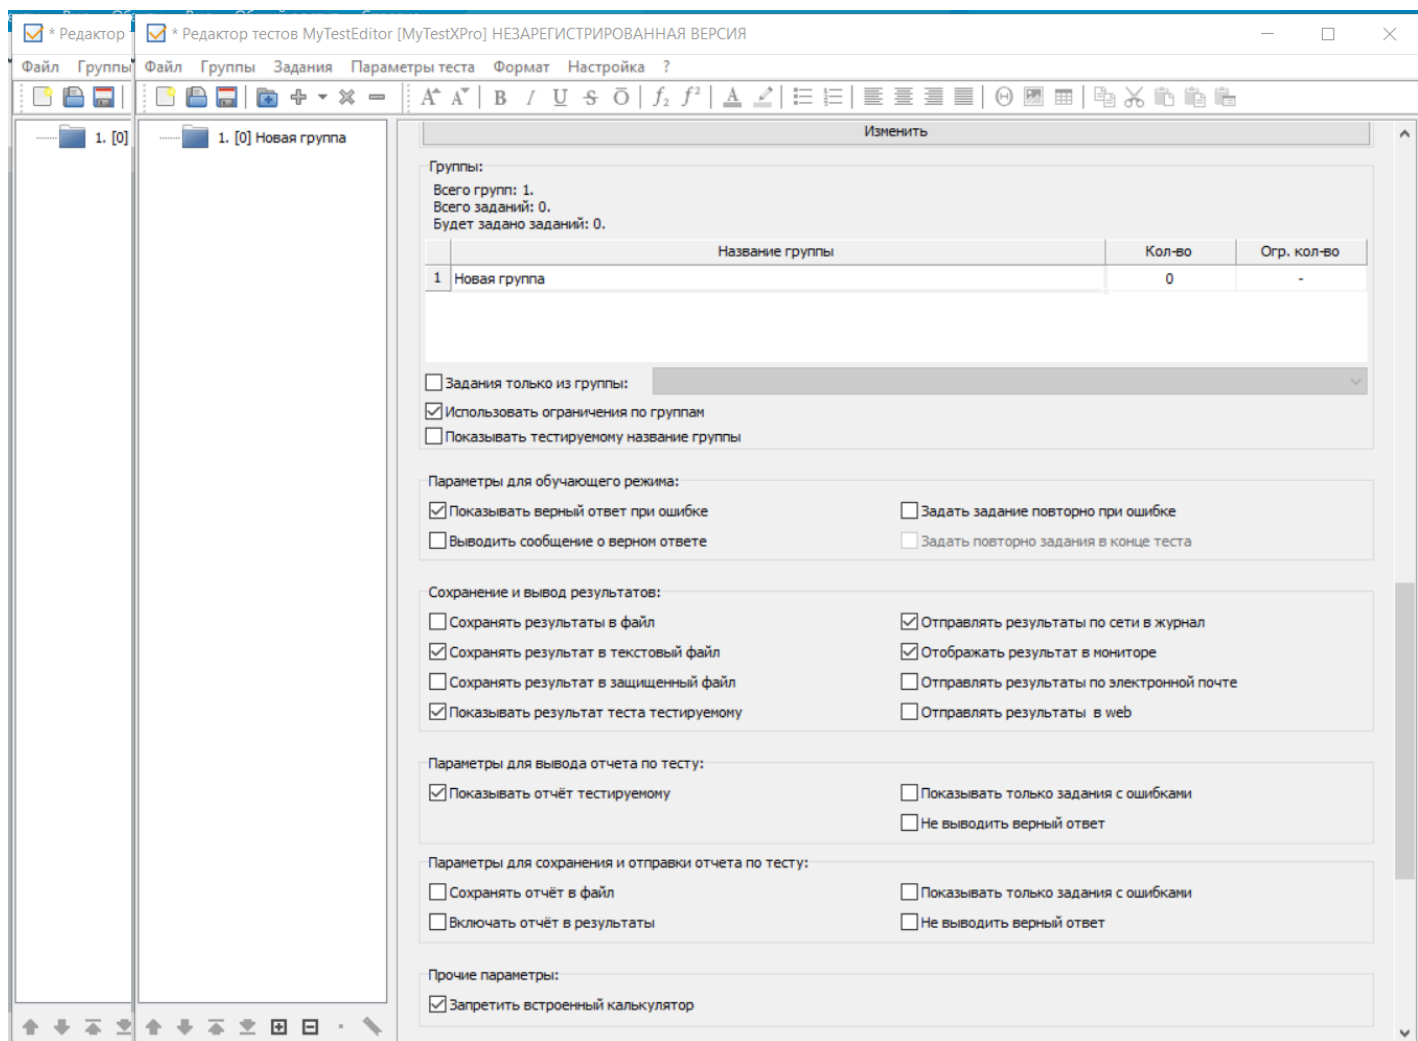 * Редактор
* Редактор тестов MyTestEditor [MyTestXPro] НЕЗАРЕГИСТРИРОВАННАЯ ВЕРСИЯ
Файл Группы
Файл Группы Задания Параметры теста Формат Настройка ?
1. [0]
1. [0] Новая группа
Изменить
Группы:
Всего групп: 1.
Всего заданий: 0.
Будет задано заданий: 0.
Название группы Кол-во Огр. кол-во
1 Новая группа 0 -
Задания только из группы:
Использовать ограничения по группам
Показывать тестируемому название группы
Параметры для обучающего режима:
Показывать верный ответ при ошибке Задать задание повторно при ошибке
Выводить сообщение о верном ответе Задать повторно задания в конце теста
Сохранение и вывод результатов:
Сохранять результаты в файл Отправлять результаты по сети в журнал
Сохранять результат в текстовый файл Отображать результат в мониторе
Сохранять результат в защищенный файл Отправлять результаты по электронной почте
Показывать результат теста тестируемому Отправлять результаты в web
Параметры для вывода отчета по тесту:
Показывать отчёт тестируемому Показывать только задания с ошибками
Не выводить верный ответ
Параметры для сохранения и отправки отчета по тесту:
Сохранять отчёт в файл Показывать только задания с ошибками
Включать отчёт в результаты Не выводить верный ответ
Прочие параметры:
Запретить встроенный калькулятор